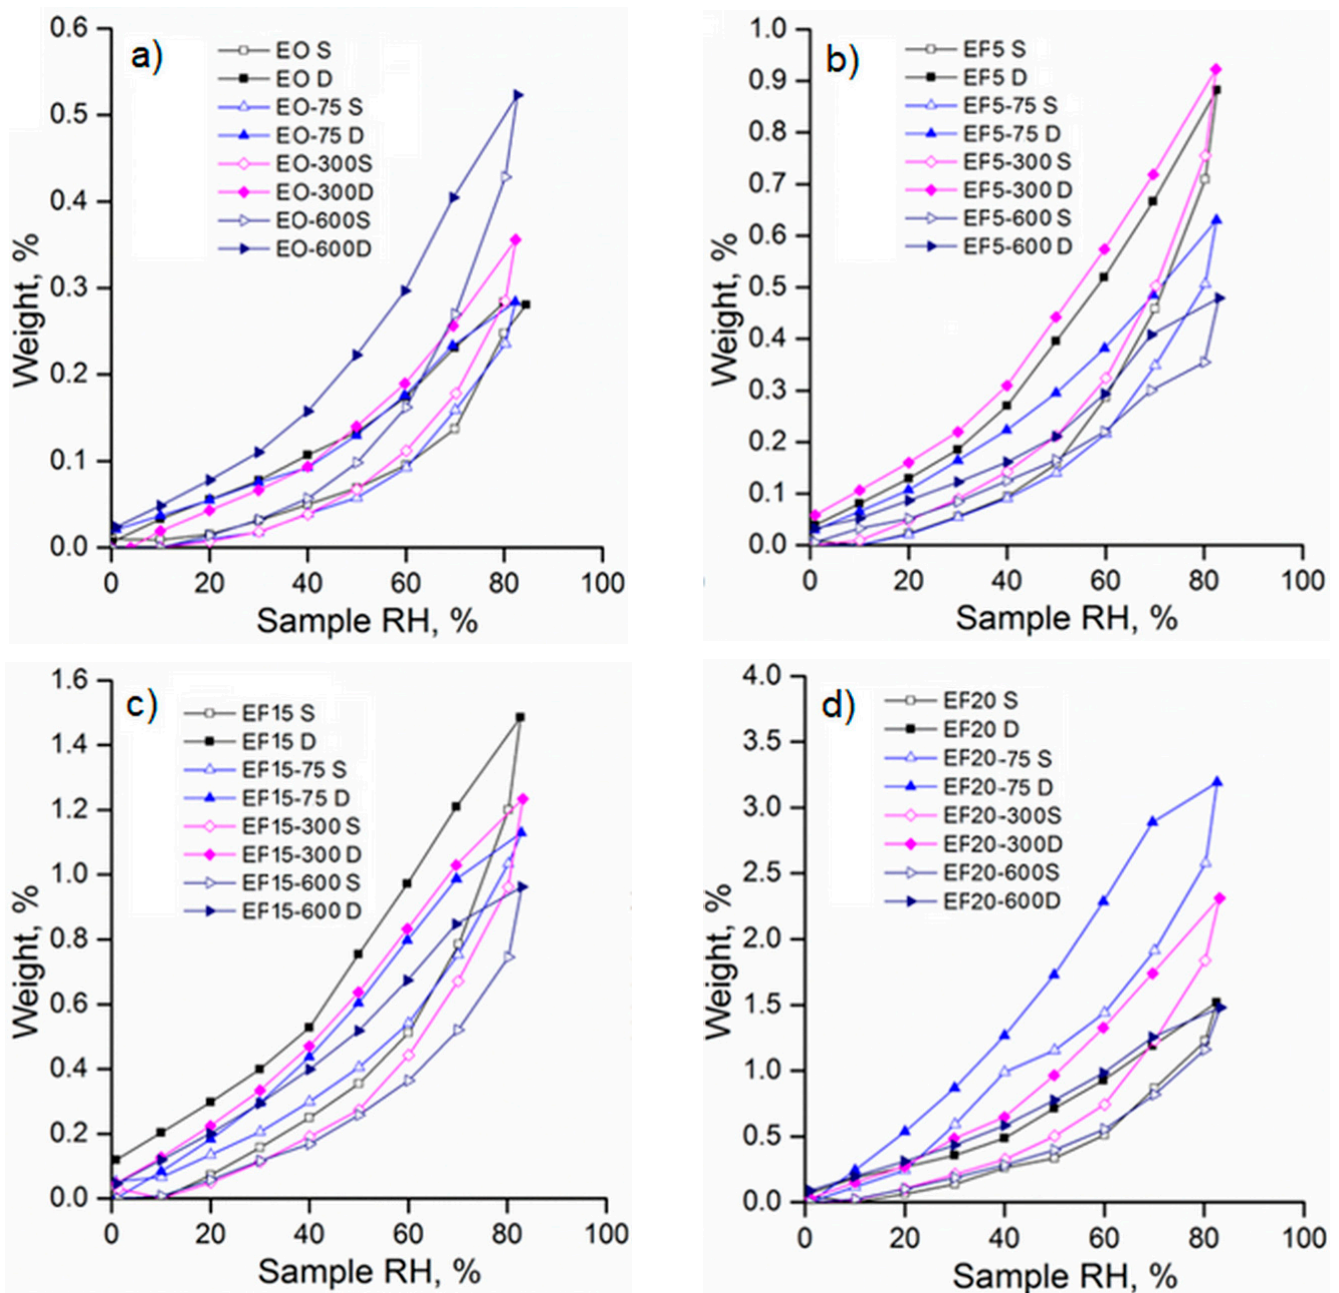 a)
EO S
EO D
EO-75 S
EO-75 D
EO-300S
EO-300D
EO-600S
EO-600D
0.6
0.5
0.4
0.3
0.2
0.1
0.0
Weight, %
0 20 40 60 80 100
Sample RH, %
b)
EF5 S
EF5 D
EF5-75 S
EF5-75 D
EF5-300 S
EF5-300 D
EF5-600 S
EF5-600 D
1.0
0.9
0.8
0.7
0.6
0.5
0.4
0.3
0.2
0.1
0.0
Weight, %
0 20 40 60 80 100
Sample RH, %
c)
EF15 S
EF15 D
EF15-75 S
EF15-75 D
EF15-300 S
EF15-300 D
EF15-600 S
EF15-600 D
1.6
1.4
1.2
1.0
0.8
0.6
0.4
0.2
0.0
Weight, %
0 20 40 60 80 100
Sample RH, %
d)
EF20 S
EF20 D
EF20-75 S
EF20-75 D
EF20-300S
EF20-300D
EF20-600S
EF20-600D
4.0
3.5
3.0
2.5
2.0
1.5
1.0
0.5
0.0
Weight, %
0 20 40 60 80 100
Sample RH, %